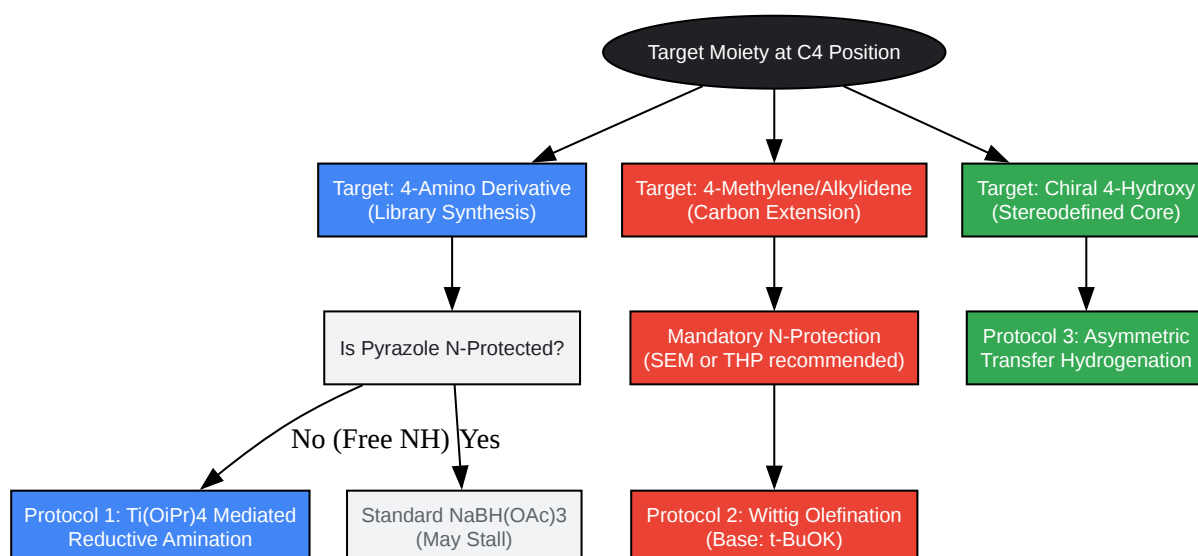 Target Moiety at C4 Position
Target: 4-Amino Derivative
(Library Synthesis)
Target: 4-Methylene/Alkylidene
(Carbon Extension)
Target: Chiral 4-Hydroxy
(Stereodefined Core)
Is Pyrazole N-Protected?
Mandatory N-Protection
(SEM or THP recommended)
Protocol 3: Asymmetric
Transfer Hydrogenation
No (Free NH)
Yes
Protocol 1: Ti(OiPr)4 Mediated
Reductive Amination
Standard NaBH(OAc)3
(May Stall)
Protocol 2: Wittig Olefination
(Base: t-BuOK)